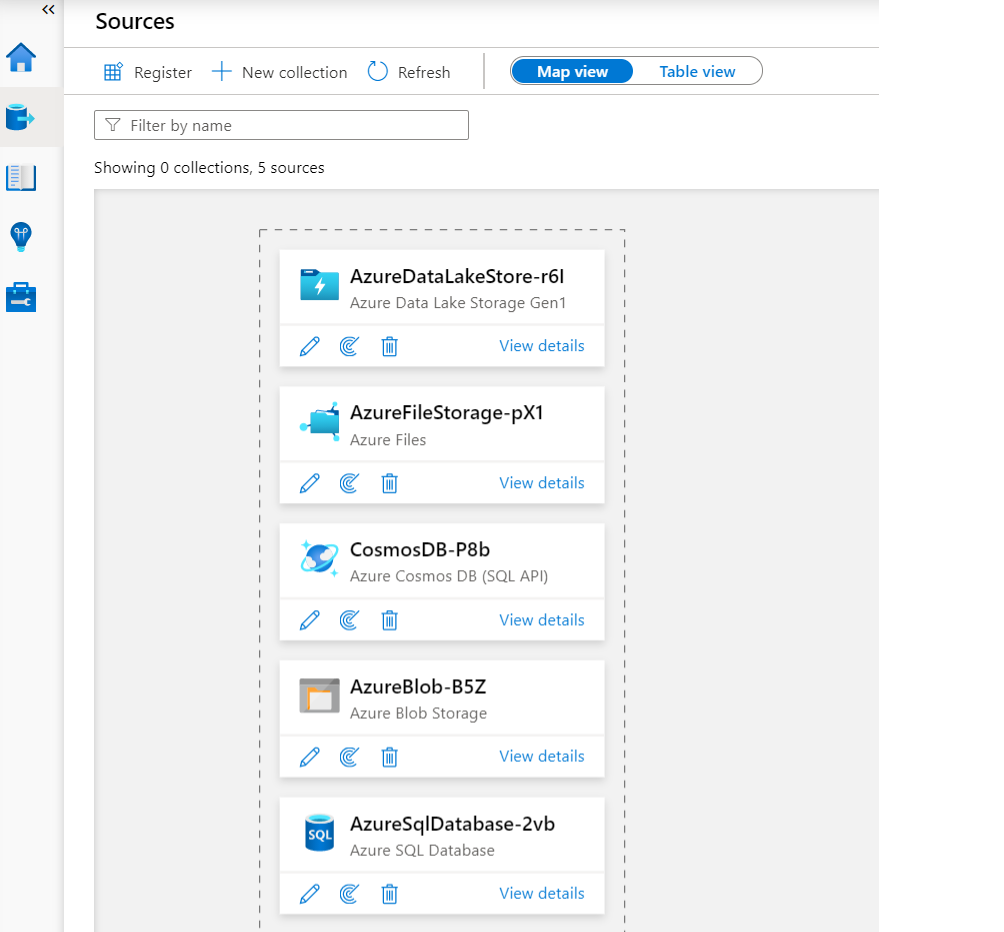 «
Sources
Register New collection Refresh Map view Table view
Filter by name
Showing 0 collections, 5 sources
AzureDataLakeStore-r6I
Azure Data Lake Storage Gen1
View details
AzureFileStorage-pX1
Azure Files
View details
CosmosDB-P8b
Azure Cosmos DB (SQL API)
View details
AzureBlob-B5Z
Azure Blob Storage
View details
SQL
AzureSqlDatabase-2vb
Azure SQL Database
View details